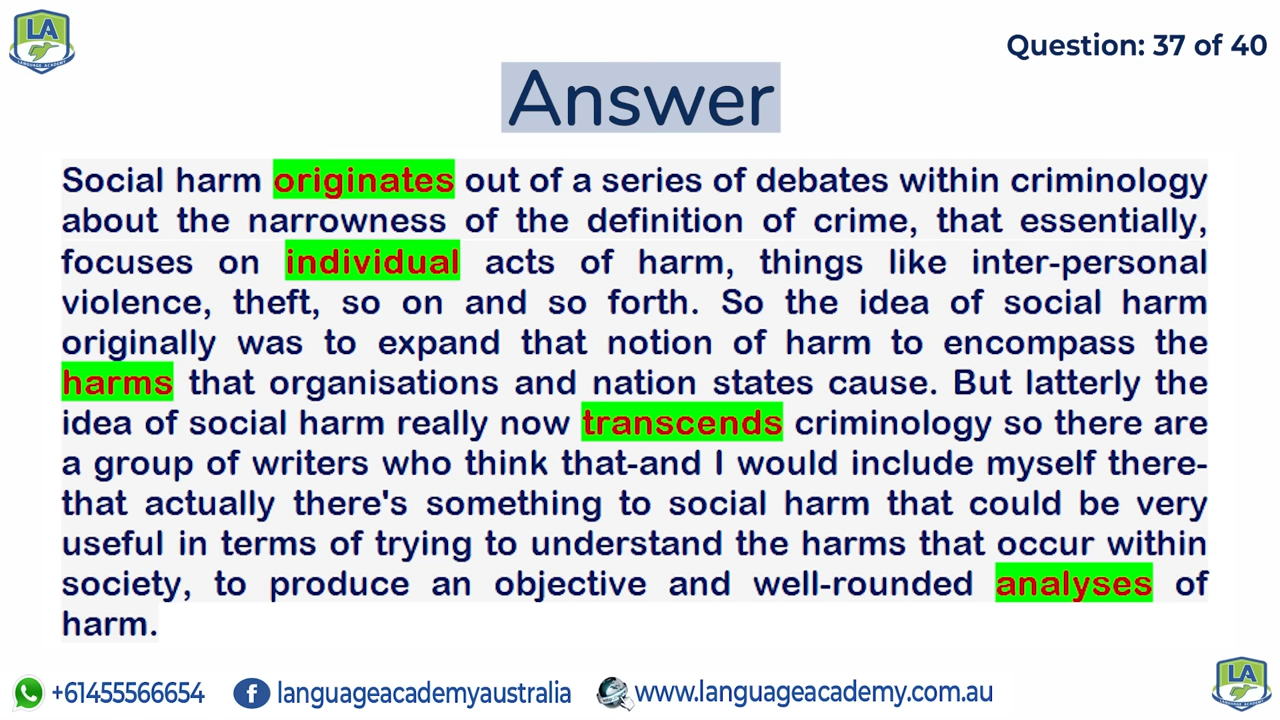 LA
LANGUAGE ACADEMY
Question: 37 of 40
Answer
Social harm originates out of a series of debates within criminology
about the narrowness of the definition of crime, that essentially,
focuses on individual acts of harm, things like inter-personal
violence, theft, so on and so forth. So the idea of social harm
originally was to expand that notion of harm to encompass the
harms that organisations and nation states cause. But latterly the
idea of social harm really now transcends criminology so there are
a group of writers who think that-and I would include myself there-
that actually there's something to social harm that could be very
useful in terms of trying to understand the harms that occur within
society, to produce an objective and well-rounded analyses of
harm.
+61455566654 languageacademyaustralia www.languageacademy.com.au
LA
LANGUAGE ACADEMY